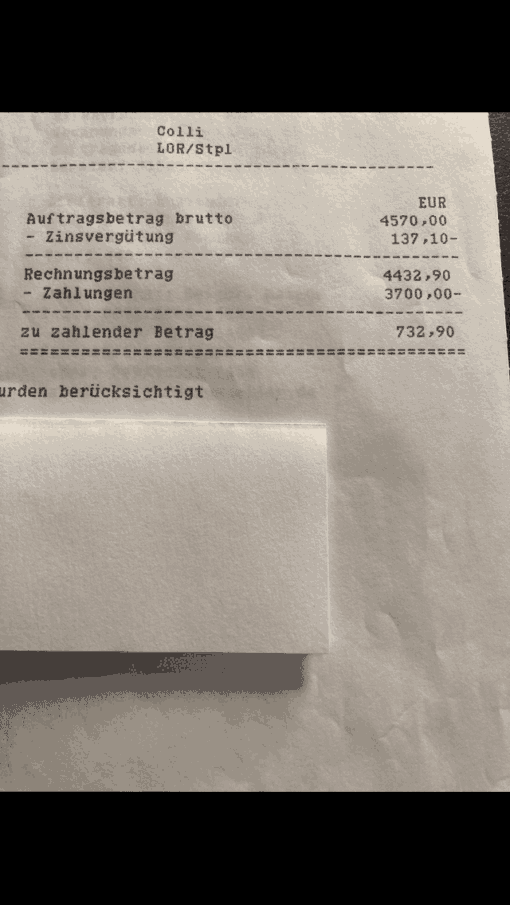 Colli
LOR/Stpl
EUR
Auftragsbetrag brutto 4570,00
- Zinsvergütung 137,10-
Rechnungsbetrag 4432,90
- Zahlungen 3700,00-
zu zahlender Betrag 732,90
urden berücksichtigt